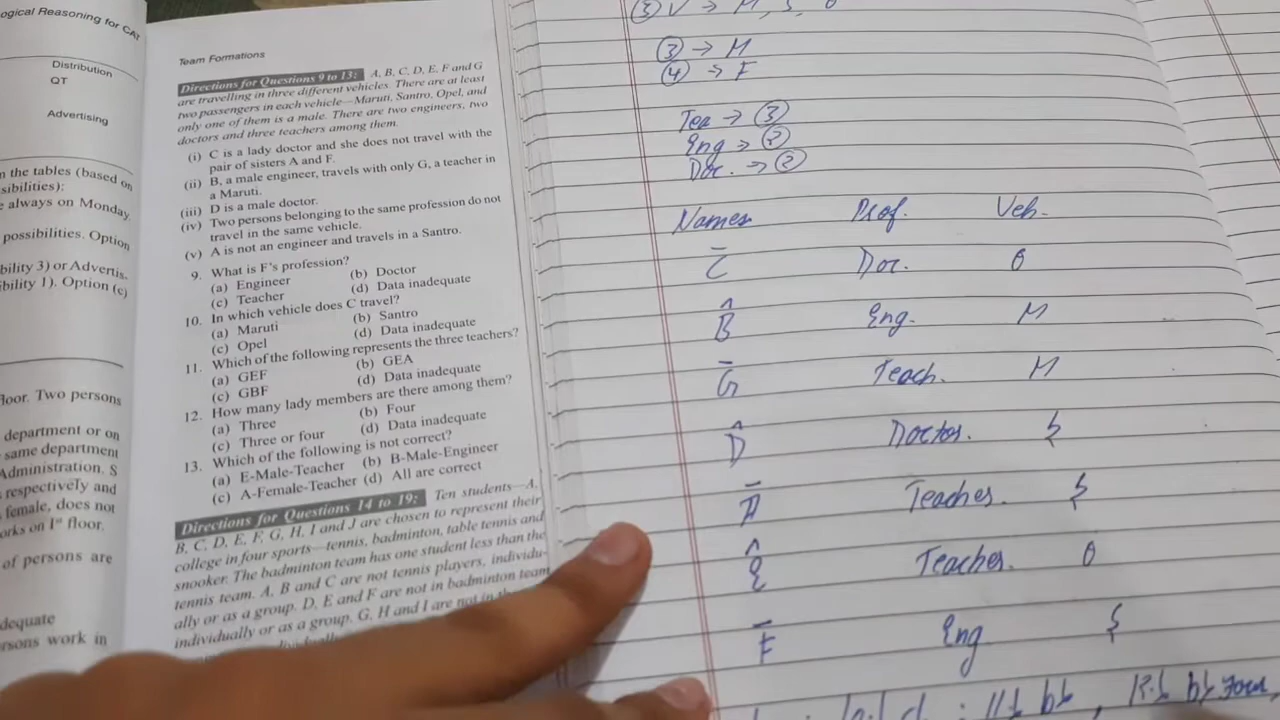 ogical Reasoning for CAT
Distribution
QT
Advertising
n the tables (based on
sibilities):
e always on Monday.
possibilities. Option
bility 3) or Advertis.
ibility 1). Option (c)
loor. Two persons
department or on
same department
Administration. S
respectively and
female, does not
orks on 1st floor.
of persons are
dequate
rsons work in
Team Formations
Directions for Questions 9 to 13: A, B, C, D, E, F and G
are travelling in three different vehicles. There are at least
two passengers in each vehicle—Maruti, Santro, Opel, and
only one of them is a male. There are two engineers, two
doctors and three teachers among them.
(i) C is a lady doctor and she does not travel with the
pair of sisters A and F.
(ii) B, a male engineer, travels with only G, a teacher in
a Maruti.
(iii) D is a male doctor.
(iv) Two persons belonging to the same profession do not
travel in the same vehicle.
(v) A is not an engineer and travels in a Santro.
9. What is F's profession?
(a) Engineer (b) Doctor
(c) Teacher (d) Data inadequate
10. In which vehicle does C travel?
(a) Maruti (b) Santro
(c) Opel (d) Data inadequate
11. Which of the following represents the three teachers?
(a) GEF (b) GEA
(c) GBF (d) Data inadequate
12. How many lady members are there among them?
(a) Three (b) Four
(c) Three or four (d) Data inadequate
13. Which of the following is not correct?
(a) E-Male-Teacher (b) B-Male-Engineer
(c) A-Female-Teacher (d) All are correct
Directions for Questions 14 to 19: Ten students—A,
B, C, D, E, F, G, H, I and J are chosen to represent their
college in four sports—tennis, badminton, table tennis and
snooker. The badminton team has one student less than the
tennis team. A, B and C are not tennis players, individu-
ally or as a group. D, E and F are not in badminton team
individually or as a group. G, H and I are not in the
③ V → M, S, O
③ → M
④ → F
Tea → ③
Eng → ②
Doc. → ②
Names Prof. Veh.
C Doc. O
B Eng. M
G Teach. M
D Doctor. S
A Teacher. S
E Teacher. O
F Eng S